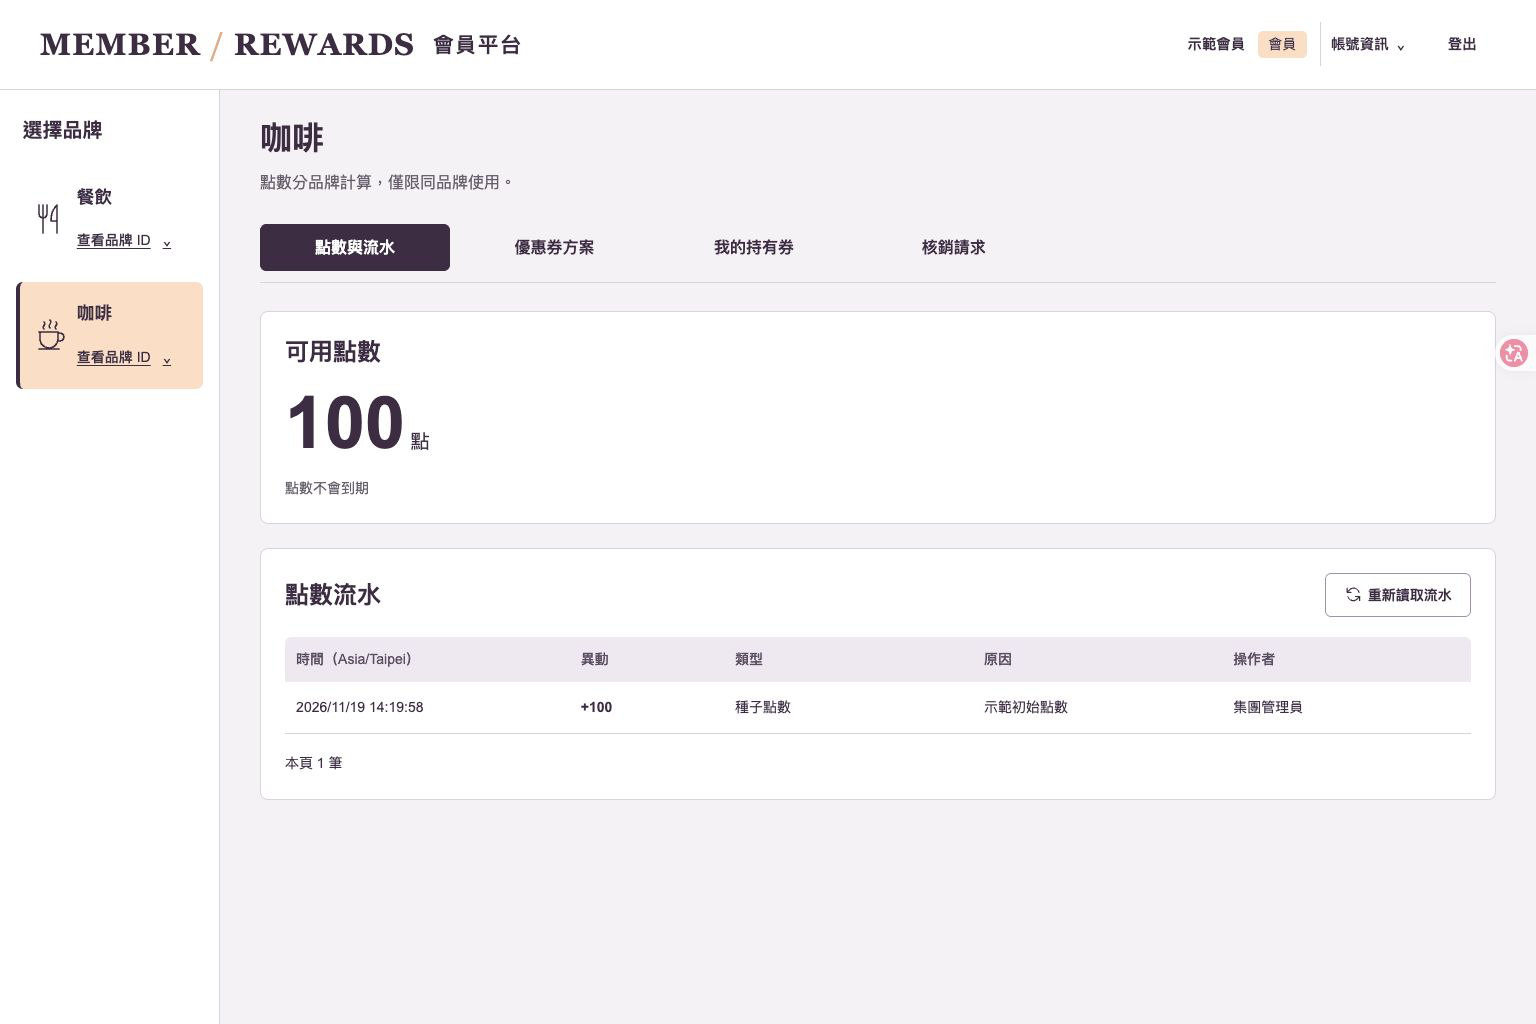 MEMBER / REWARDS 會員平台
示範會員 會員 帳號資訊 登出
選擇品牌
餐飲
查看品牌 ID
咖啡
查看品牌 ID
咖啡
點數分品牌計算，僅限同品牌使用。
點數與流水 優惠券方案 我的持有券 核銷請求
可用點數
100 點
點數不會到期
點數流水
重新讀取流水
時間（Asia/Taipei） 異動 類型 原因 操作者
2026/11/19 14:19:58 +100 種子點數 示範初始點數 集團管理員
本頁 1 筆